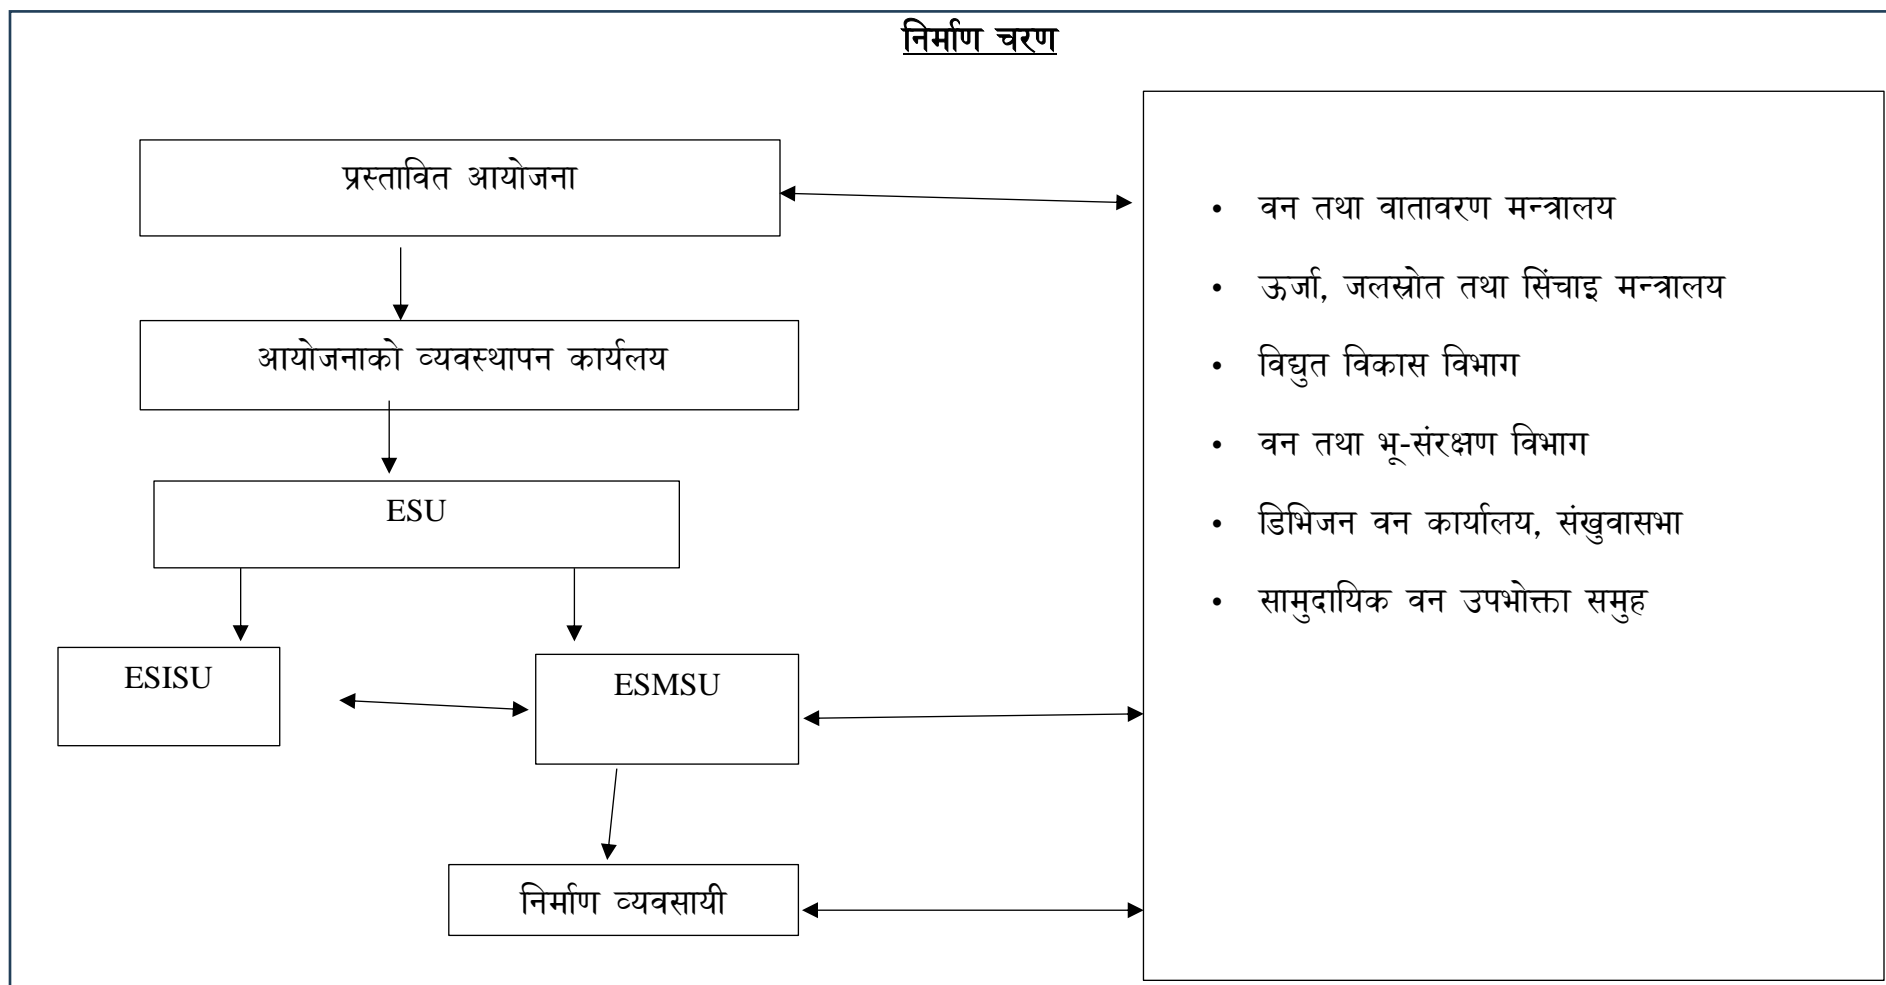 निर्माण चरण
प्रस्तावित आयोजना
आयोजनाको व्यवस्थापन कार्यलय
ESU
ESISU
ESMSU
निर्माण व्यवसायी
• वन तथा वातावरण मन्त्रालय
• ऊर्जा, जलस्रोत तथा सिंचाइ मन्त्रालय
• विद्युत विकास विभाग
• वन तथा भू-संरक्षण विभाग
• डिभिजन वन कार्यालय, संखुवासभा
• सामुदायिक वन उपभोक्ता समुह